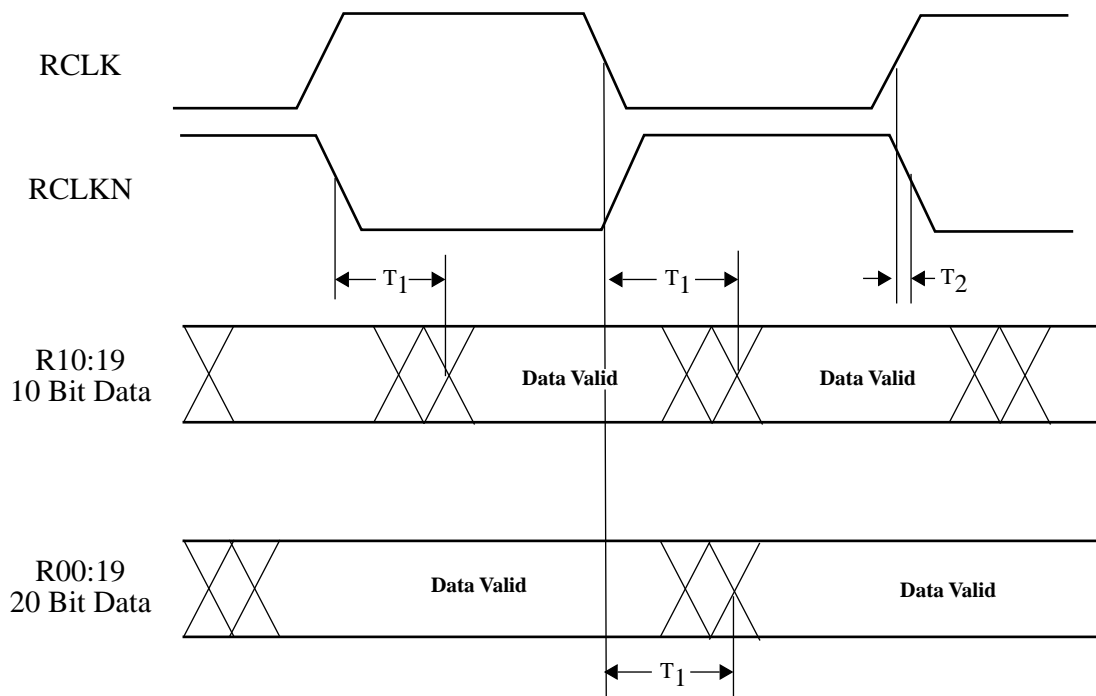 RCLK
RCLKN
T1
T1
T2
R10:19
10 Bit Data
Data Valid
Data Valid
R00:19
20 Bit Data
Data Valid
Data Valid
T1